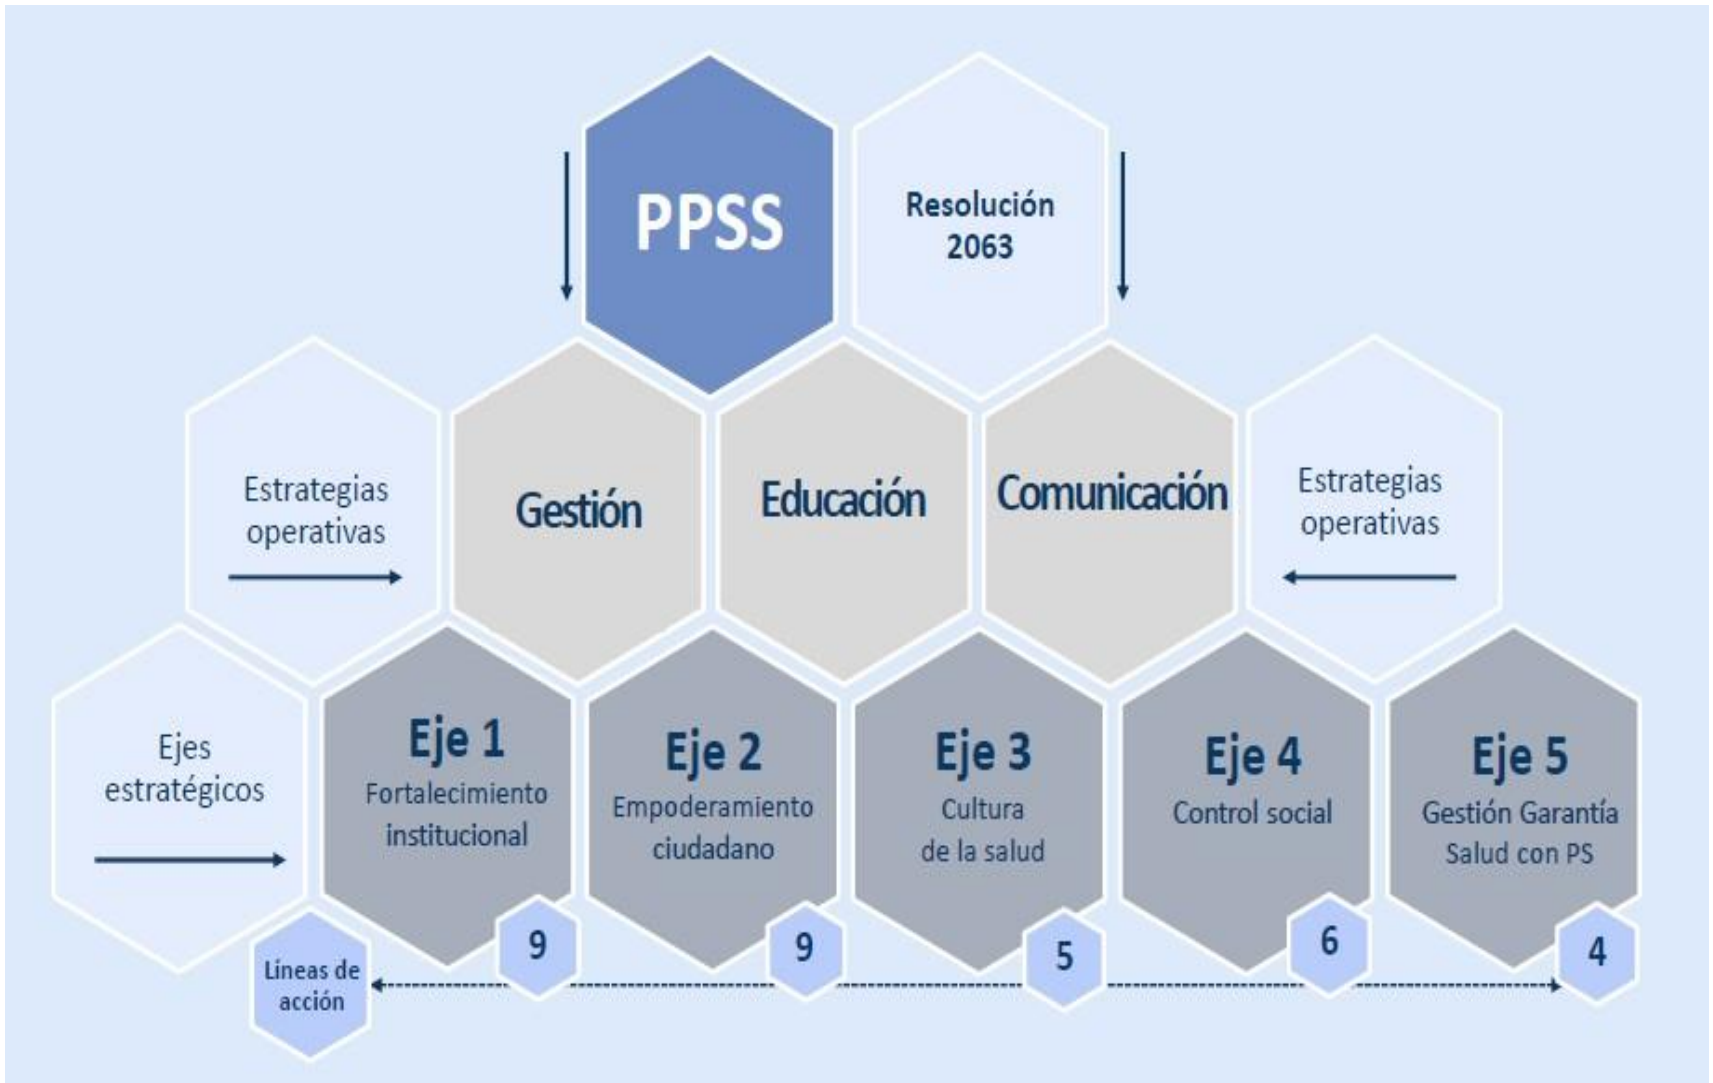 PPSS
Resolución
2063
Estrategias
operativas
Gestión
Educación
Comunicación
Estrategias
operativas
Ejes
estratégicos
Eje 1
Fortalecimiento
institucional
Eje 2
Empoderamiento
ciudadano
Eje 3
Cultura
de la salud
Eje 4
Control social
Eje 5
Gestión Garantía
Salud con PS
Líneas de
acción
9
9
5
6
4